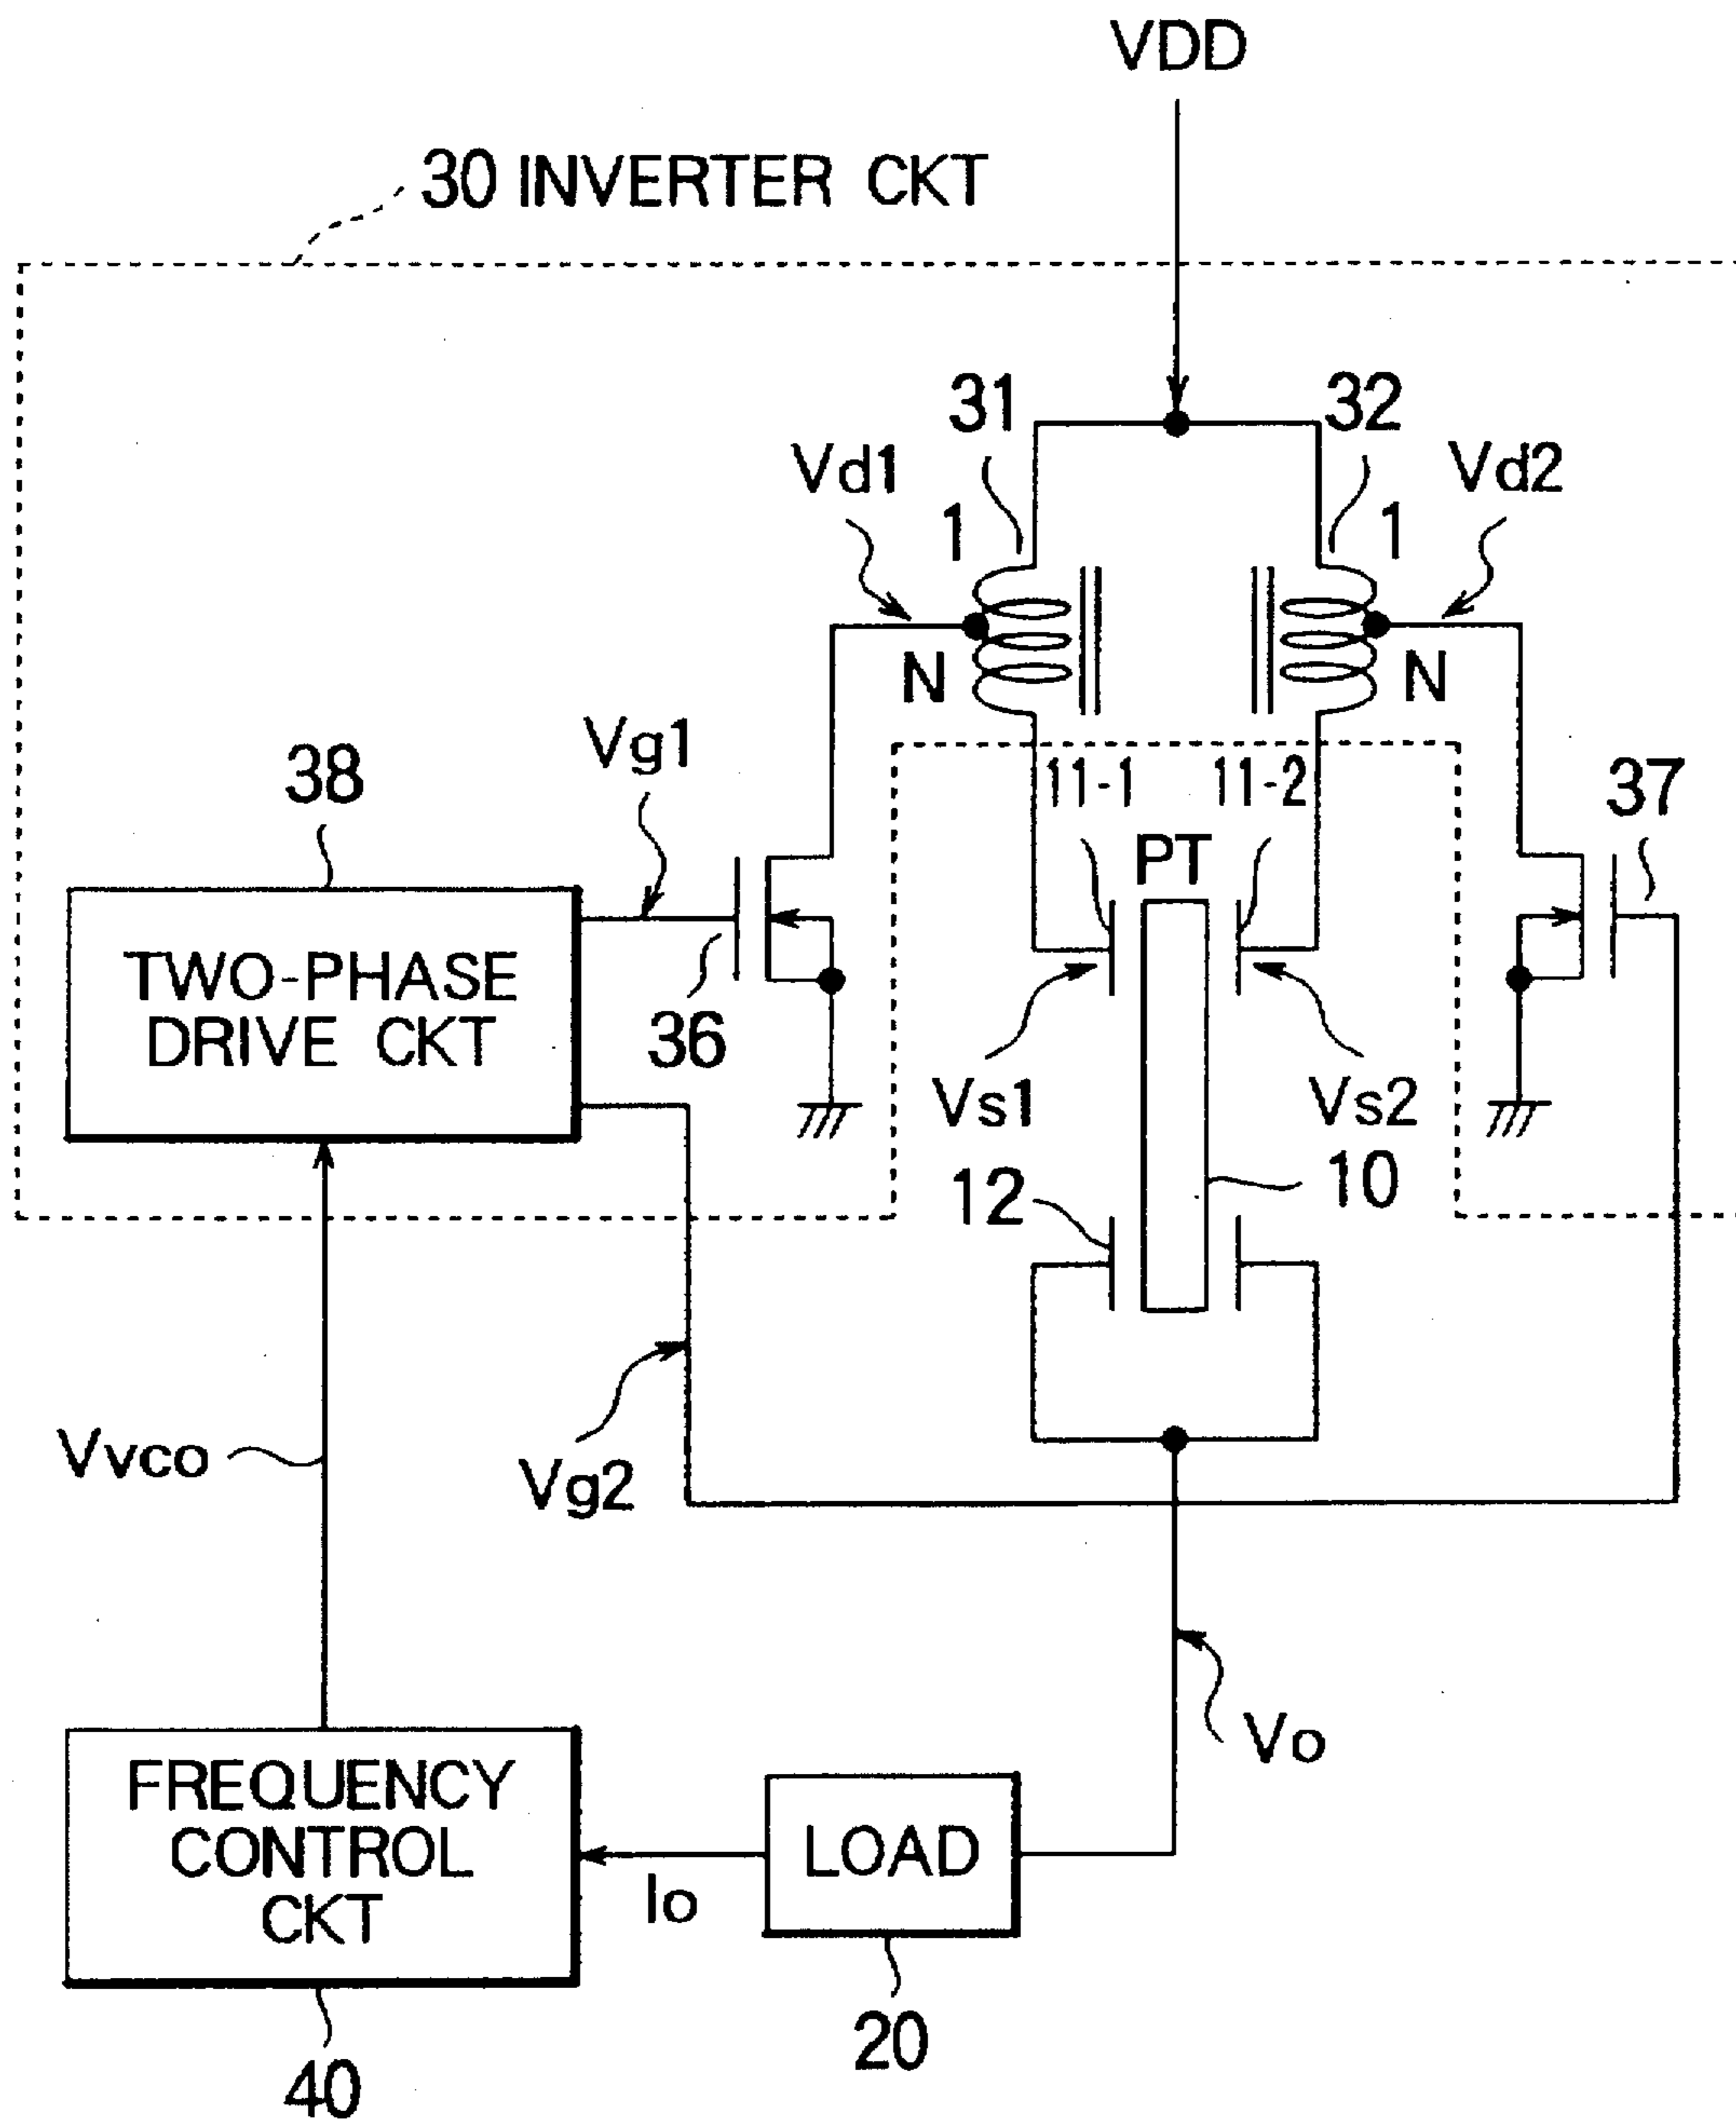 VDD
30 INVERTER CKT
31
32
Vd1
Vd2
1
1
N
N
Vg1
38
11-1
11-2
37
PT
TWO-PHASE
DRIVE CKT
36
Vs1
Vs2
12
10
Vvco
Vg2
Vo
FREQUENCY
CONTROL
CKT
LOAD
Io
20
40